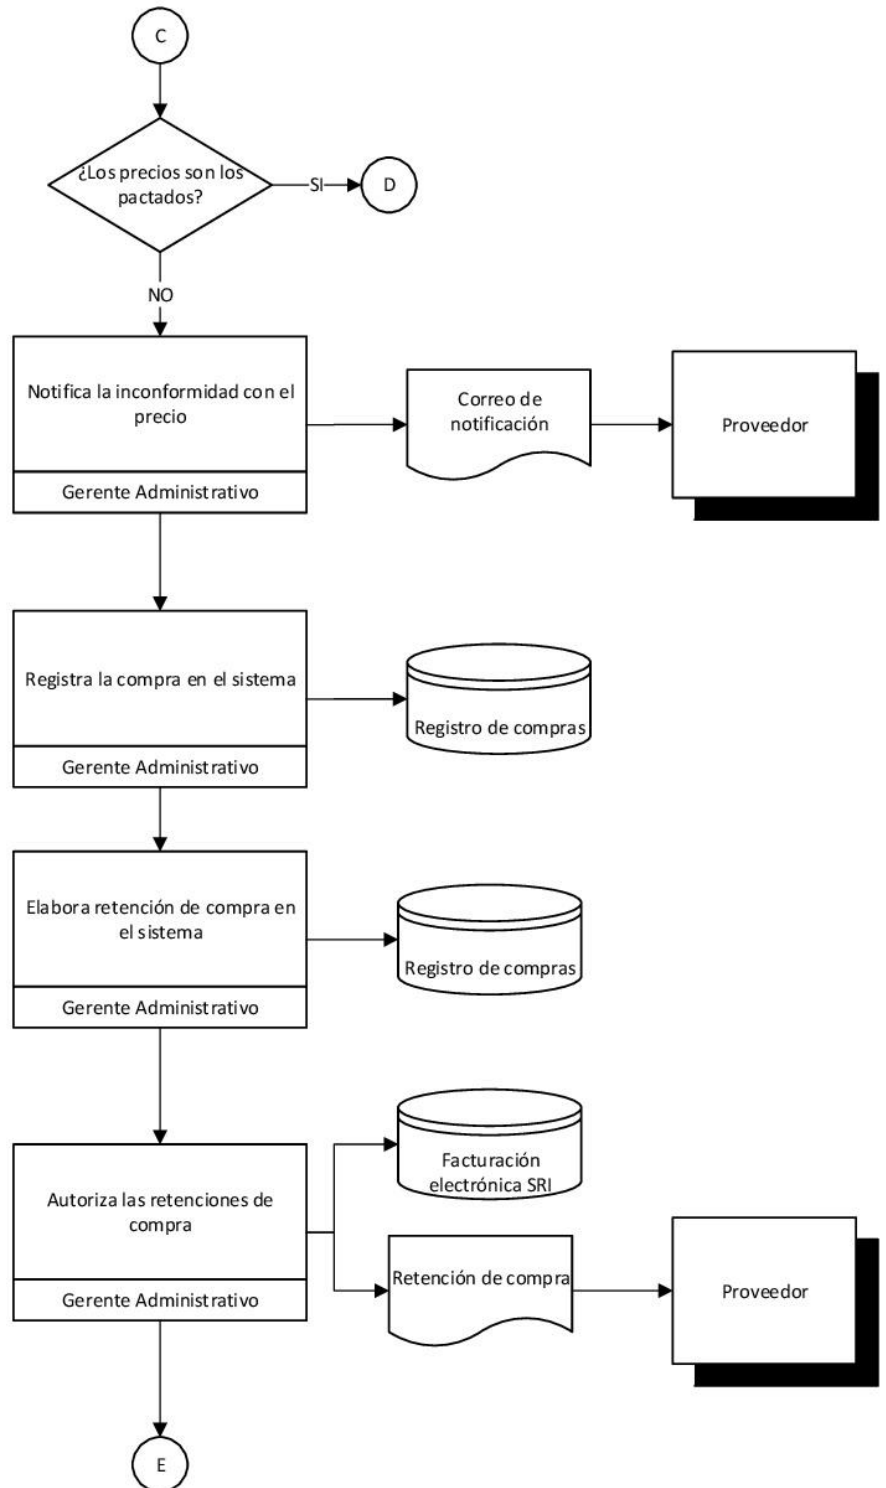 C
¿Los precios son los
pactados?
SI
D
NO
Notifica la inconformidad con el
precio
Gerente Administrativo
Correo de
notificación
Proveedor
Registra la compra en el sistema
Gerente Administrativo
Registro de compras
Elabora retención de compra en
el sistema
Gerente Administrativo
Registro de compras
Autoriza las retenciones de
compra
Gerente Administrativo
Facturación
electrónica SRI
Retención de compra
Proveedor
E